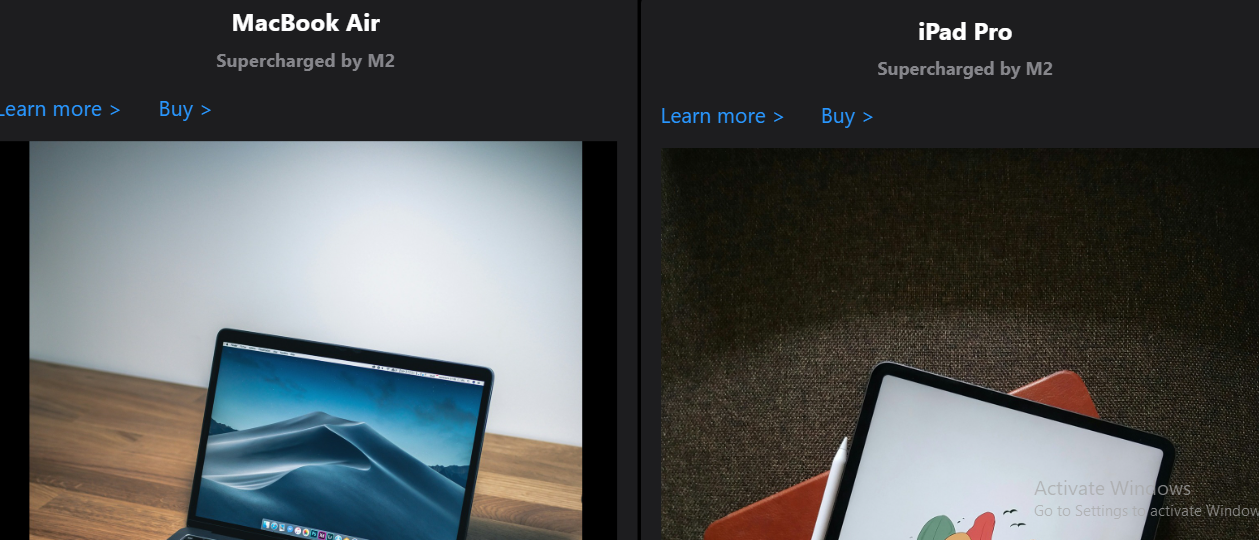 MacBook Air
Supercharged by M2
Learn more >
Buy >
iPad Pro
Supercharged by M2
Learn more >
Buy >
Activate Windows
Go to Settings to activate Window